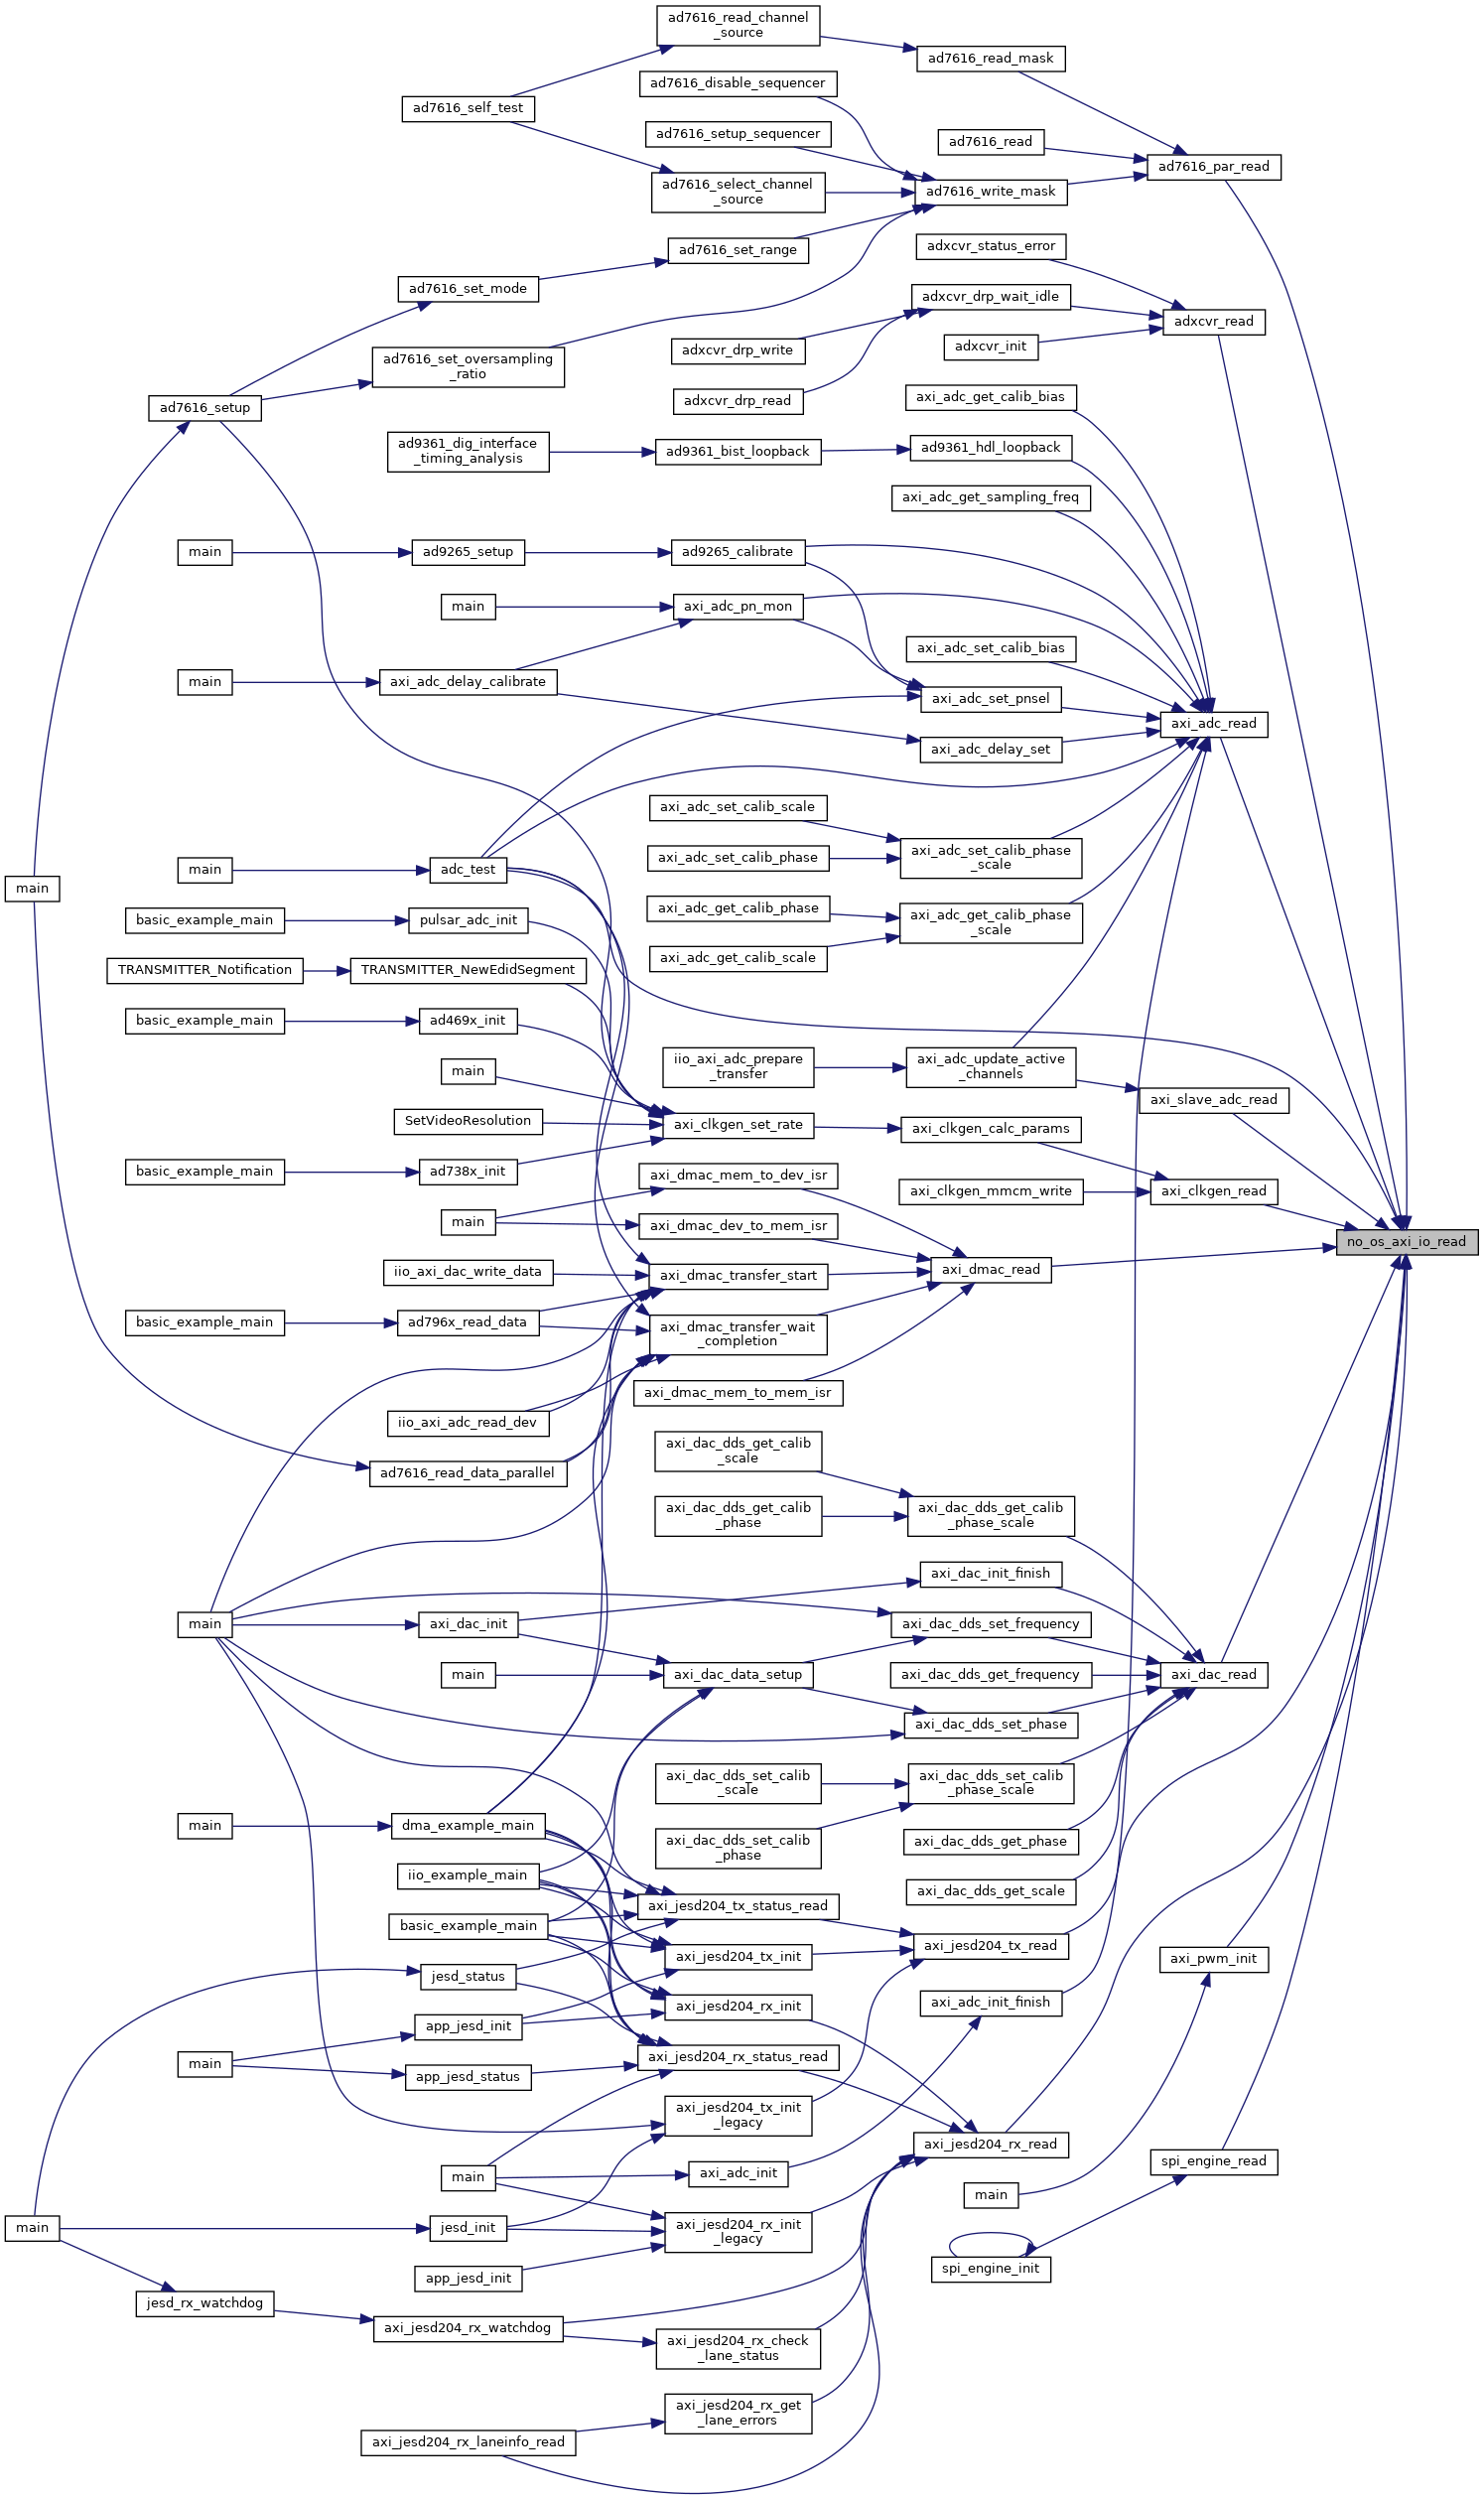 ad7616_read_channel
_source
ad7616_read_mask
ad7616_disable_sequencer
ad7616_self_test
ad7616_setup_sequencer
ad7616_read
ad7616_par_read
ad7616_select_channel
_source
ad7616_write_mask
ad7616_set_range
adxcvr_status_error
ad7616_set_mode
adxcvr_drp_wait_idle
adxcvr_read
adxcvr_drp_write
adxcvr_init
ad7616_set_oversampling
_ratio
adxcvr_drp_read
axi_adc_get_calib_bias
ad7616_setup
ad9361_dig_interface
_timing_analysis
ad9361_bist_loopback
ad9361_hdl_loopback
axi_adc_get_sampling_freq
main
ad9265_setup
ad9265_calibrate
main
axi_adc_pn_mon
axi_adc_set_calib_bias
main
axi_adc_delay_calibrate
axi_adc_set_pnsel
axi_adc_read
axi_adc_delay_set
axi_adc_set_calib_scale
main
adc_test
axi_adc_set_calib_phase
axi_adc_set_calib_phase
_scale
main
basic_example_main
pulsar_adc_init
axi_adc_get_calib_phase
axi_adc_get_calib_phase
_scale
axi_adc_get_calib_scale
TRANSMITTER_Notification
TRANSMITTER_NewEdidSegment
basic_example_main
ad469x_init
main
iio_axi_adc_prepare
_transfer
axi_adc_update_active
_channels
axi_slave_adc_read
SetVideoResolution
axi_clkgen_set_rate
axi_clkgen_calc_params
basic_example_main
ad738x_init
axi_dmac_mem_to_dev_isr
axi_clkgen_mmcm_write
axi_clkgen_read
main
axi_dmac_dev_to_mem_isr
no_os_axi_io_read
iio_axi_dac_write_data
axi_dmac_transfer_start
axi_dmac_read
basic_example_main
ad796x_read_data
axi_dmac_transfer_wait
_completion
axi_dmac_mem_to_mem_isr
iio_axi_adc_read_dev
axi_dac_dds_get_calib
_scale
ad7616_read_data_parallel
axi_dac_dds_get_calib
_phase
axi_dac_dds_get_calib
_phase_scale
axi_dac_init_finish
main
axi_dac_init
axi_dac_dds_set_frequency
main
axi_dac_data_setup
axi_dac_dds_get_frequency
axi_dac_read
axi_dac_dds_set_phase
axi_dac_dds_set_calib
_scale
axi_dac_dds_set_calib
_phase_scale
main
dma_example_main
axi_dac_dds_set_calib
_phase
axi_dac_dds_get_phase
iio_example_main
axi_dac_dds_get_scale
axi_jesd204_tx_status_read
basic_example_main
axi_jesd204_tx_init
axi_jesd204_tx_read
axi_pwm_init
jesd_status
axi_jesd204_rx_init
axi_adc_init_finish
app_jesd_init
main
app_jesd_status
axi_jesd204_rx_status_read
axi_jesd204_tx_init
_legacy
axi_jesd204_rx_read
spi_engine_read
main
axi_adc_init
main
main
jesd_init
axi_jesd204_rx_init
_legacy
spi_engine_init
app_jesd_init
jesd_rx_watchdog
axi_jesd204_rx_watchdog
axi_jesd204_rx_check
_lane_status
axi_jesd204_rx_get
_lane_errors
axi_jesd204_rx_laneinfo_read